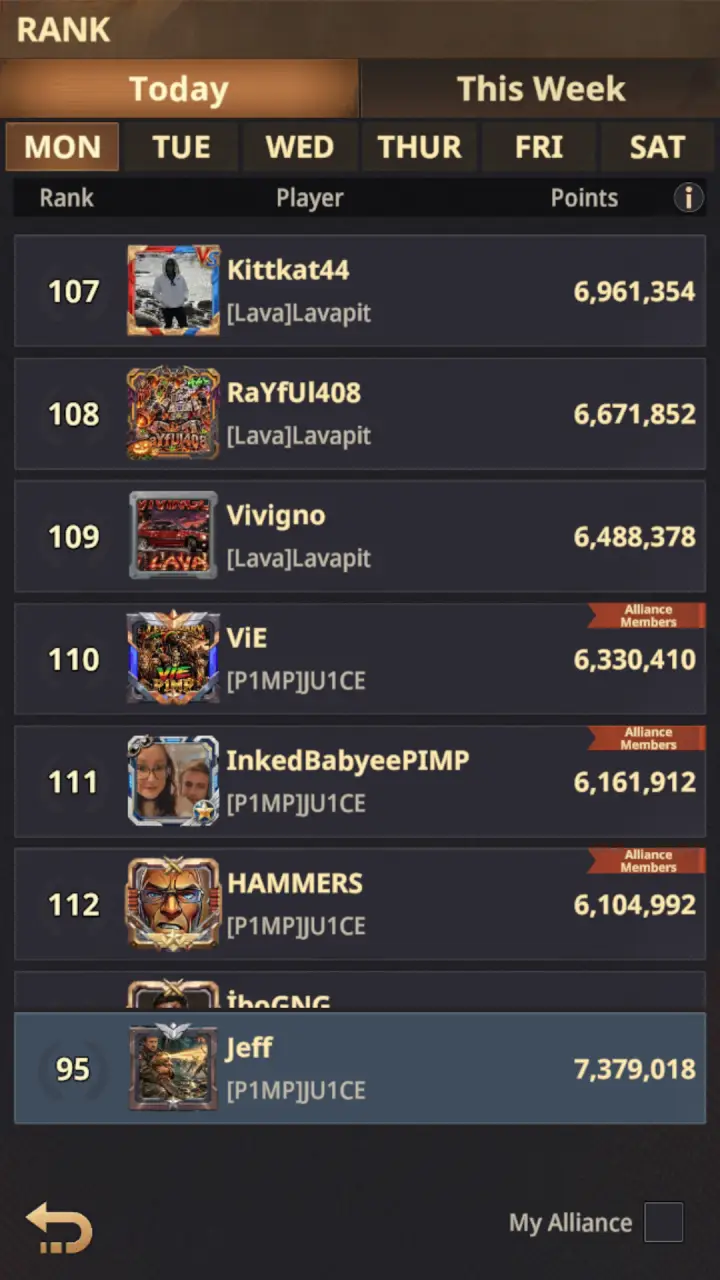 RANK
Today
This Week
MON
TUE
WED
THUR
FRI
SAT
Rank
Player
Points
107
Kittkat44
[Lava]Lavapit
6,961,354
108
RaYfUl408
[Lava]Lavapit
6,671,852
109
Vivigno
[Lava]Lavapit
6,488,378
Alliance
Members
110
ViE
[P1MP]JU1CE
6,330,410
Alliance
Members
111
InkedBabyeePIMP
[P1MP]JU1CE
6,161,912
Alliance
Members
112
HAMMERS
[P1MP]JU1CE
6,104,992
İboGNG
95
Jeff
[P1MP]JU1CE
7,379,018
My Alliance